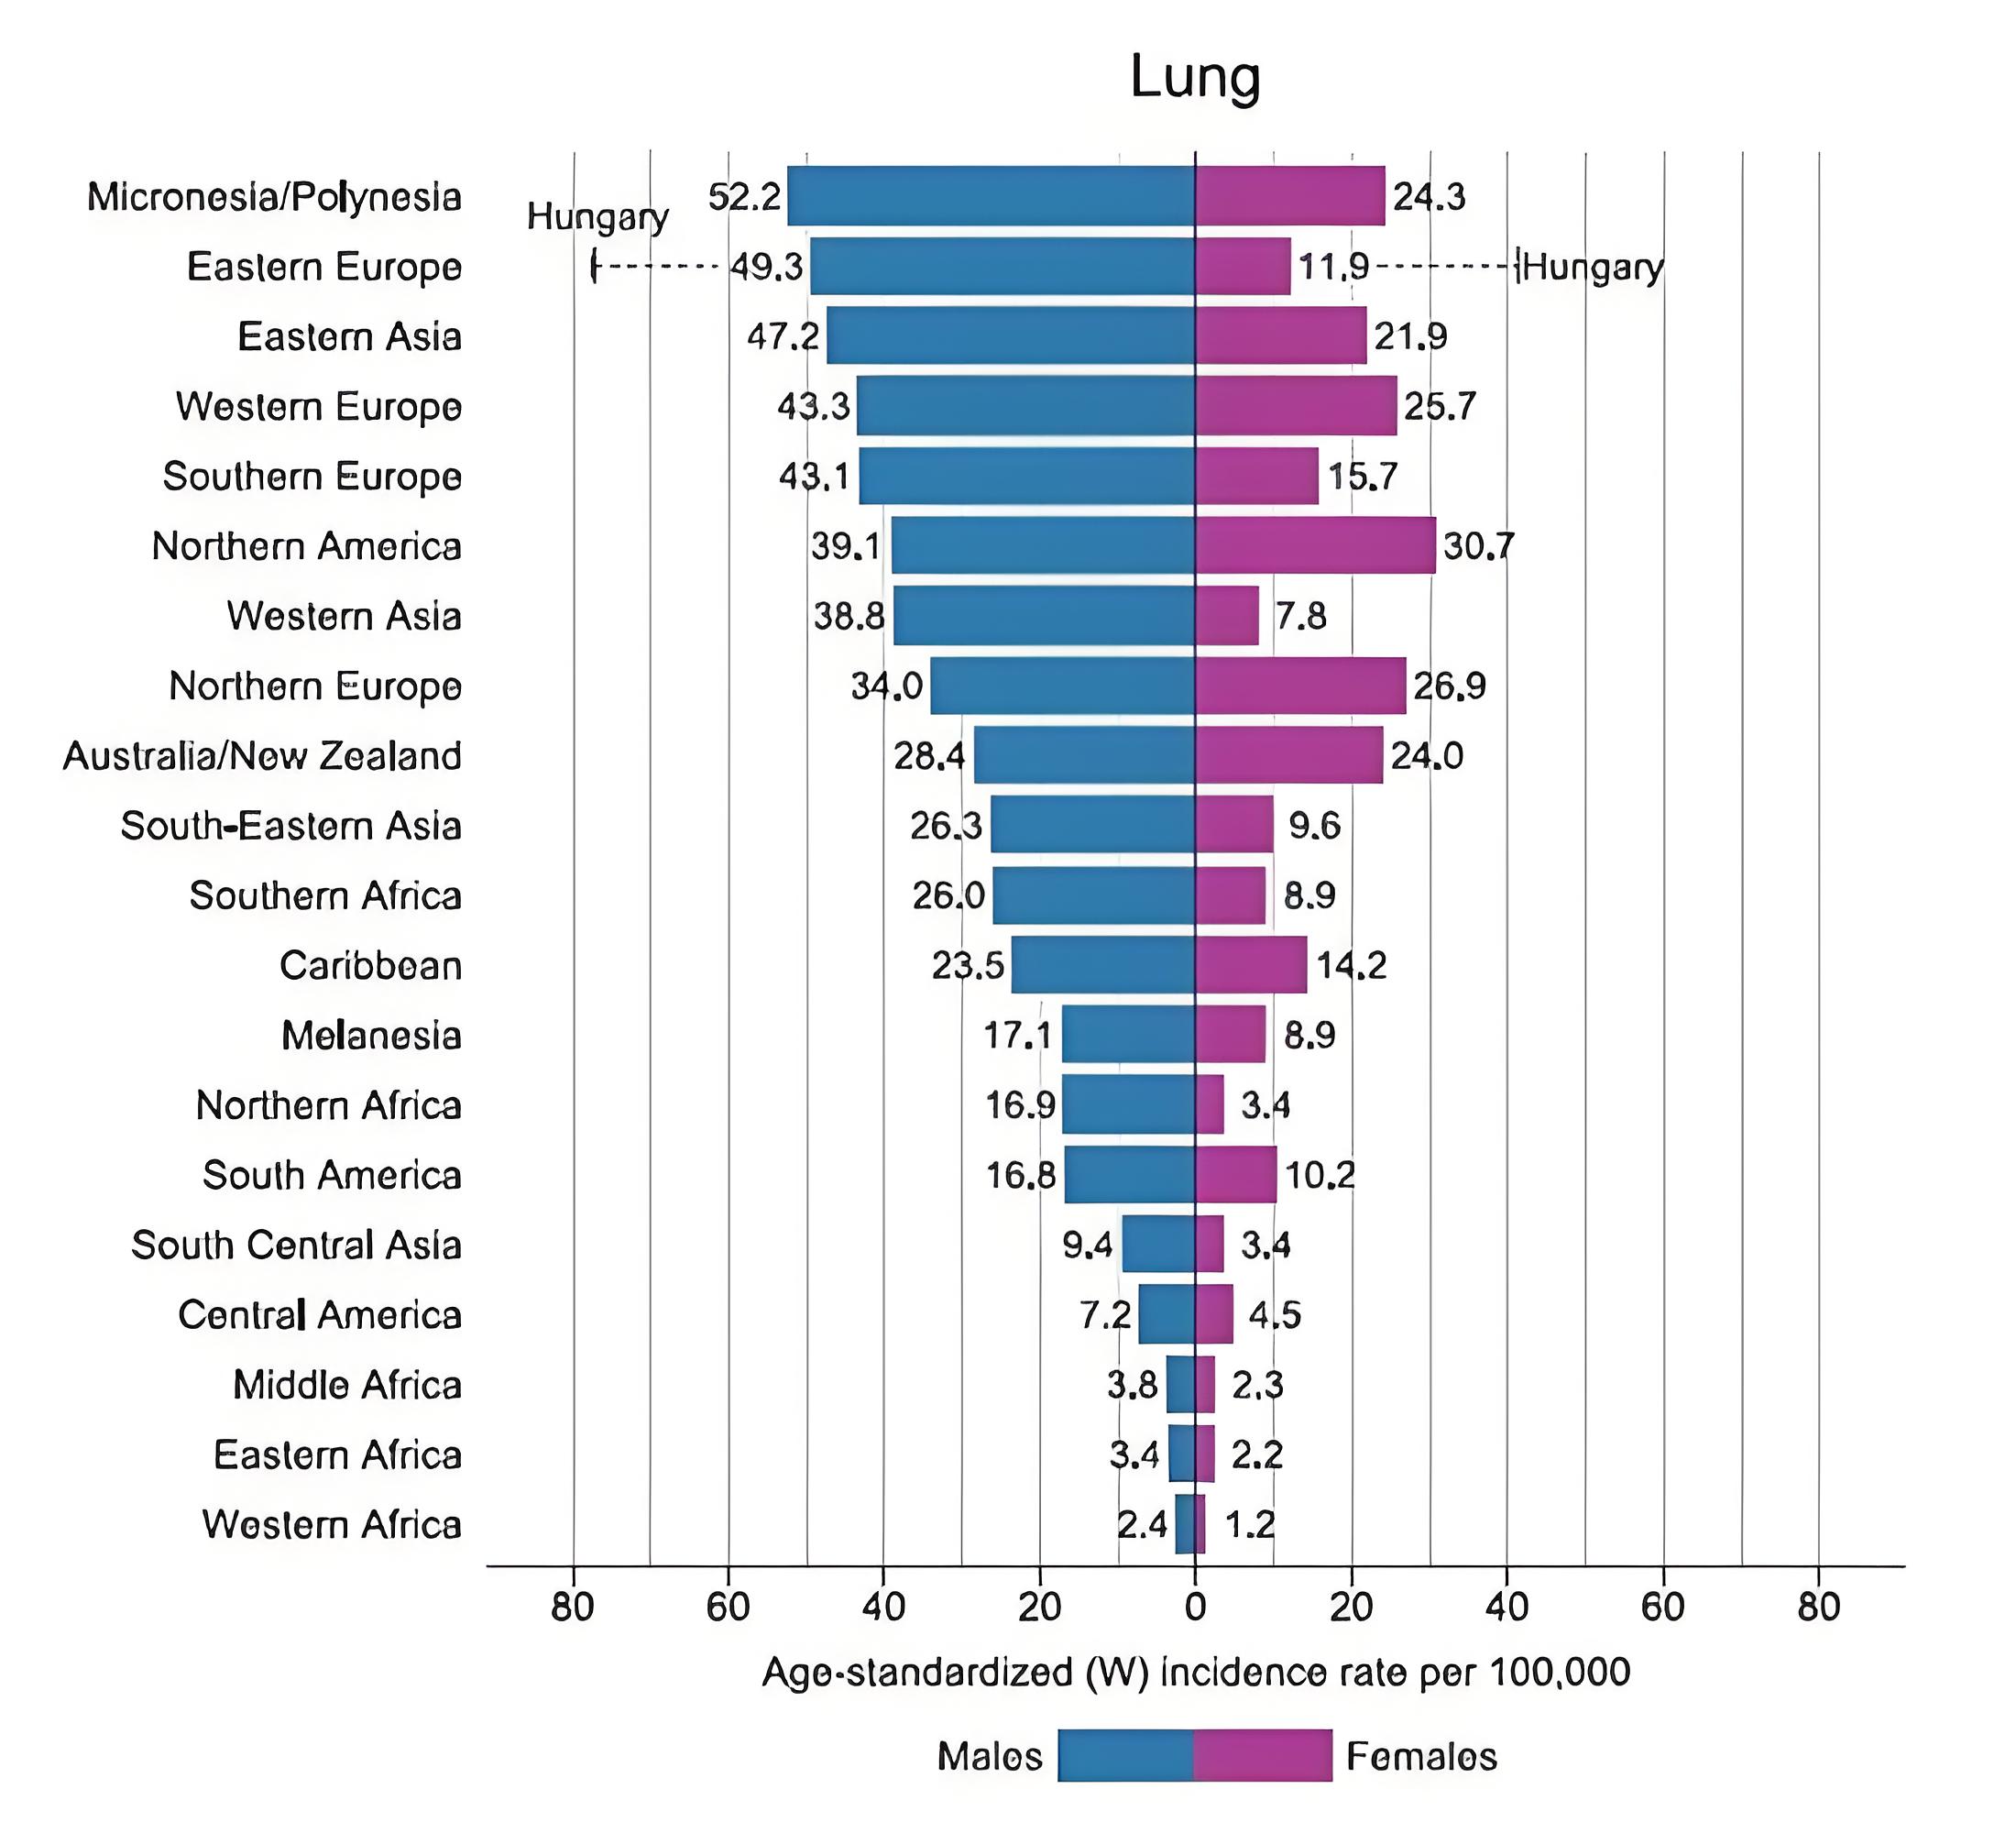 Lung
Micronesia/Polynesia 52.2 24.3
Hungary
Eastern Europe 49.3 11.9 Hungary
Eastern Asia 47.2 21.9
Western Europe 43.3 25.7
Southern Europe 43.1 15.7
Northern America 39.1 30.7
Western Asia 38.8 7.8
Northern Europe 34.0 26.9
Australia/New Zealand 28.4 24.0
South-Eastern Asia 26.3 9.6
Southern Africa 26.0 8.9
Caribbean 23.5 14.2
Melanesia 17.1 8.9
Northern Africa 16.9 3.4
South America 16.8 10.2
South Central Asia 9.4 3.4
Central America 7.2 4.5
Middle Africa 3.8 2.3
Eastern Africa 3.4 2.2
Western Africa 2.4 1.2
80 60 40 20 0 20 40 60 80
Age-standardized (W) incidence rate per 100,000
Males Females